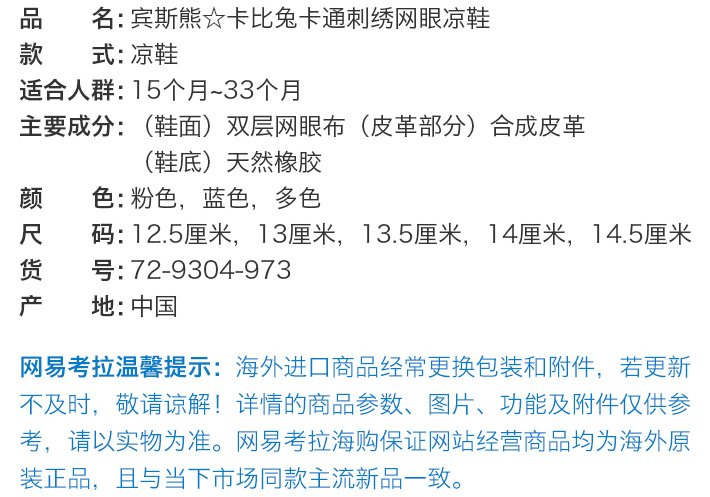 品　　名：宾斯熊☆卡比兔卡通刺绣网眼凉鞋
款　　式：凉鞋
适合人群：15个月~33个月
主要成分：（鞋面）双层网眼布（皮革部分）合成皮革
（鞋底）天然橡胶
颜　　色：粉色，蓝色，多色
尺　　码：12.5厘米，13厘米，13.5厘米，14厘米，14.5厘米
货　　号：72-9304-973
产　　地：中国
网易考拉温馨提示：海外进口商品经常更换包装和附件，若更新
不及时，敬请谅解！详情的商品参数、图片、功能及附件仅供参
考，请以实物为准。网易考拉海购保证网站经营商品均为海外原
装正品，且与当下市场同款主流新品一致。